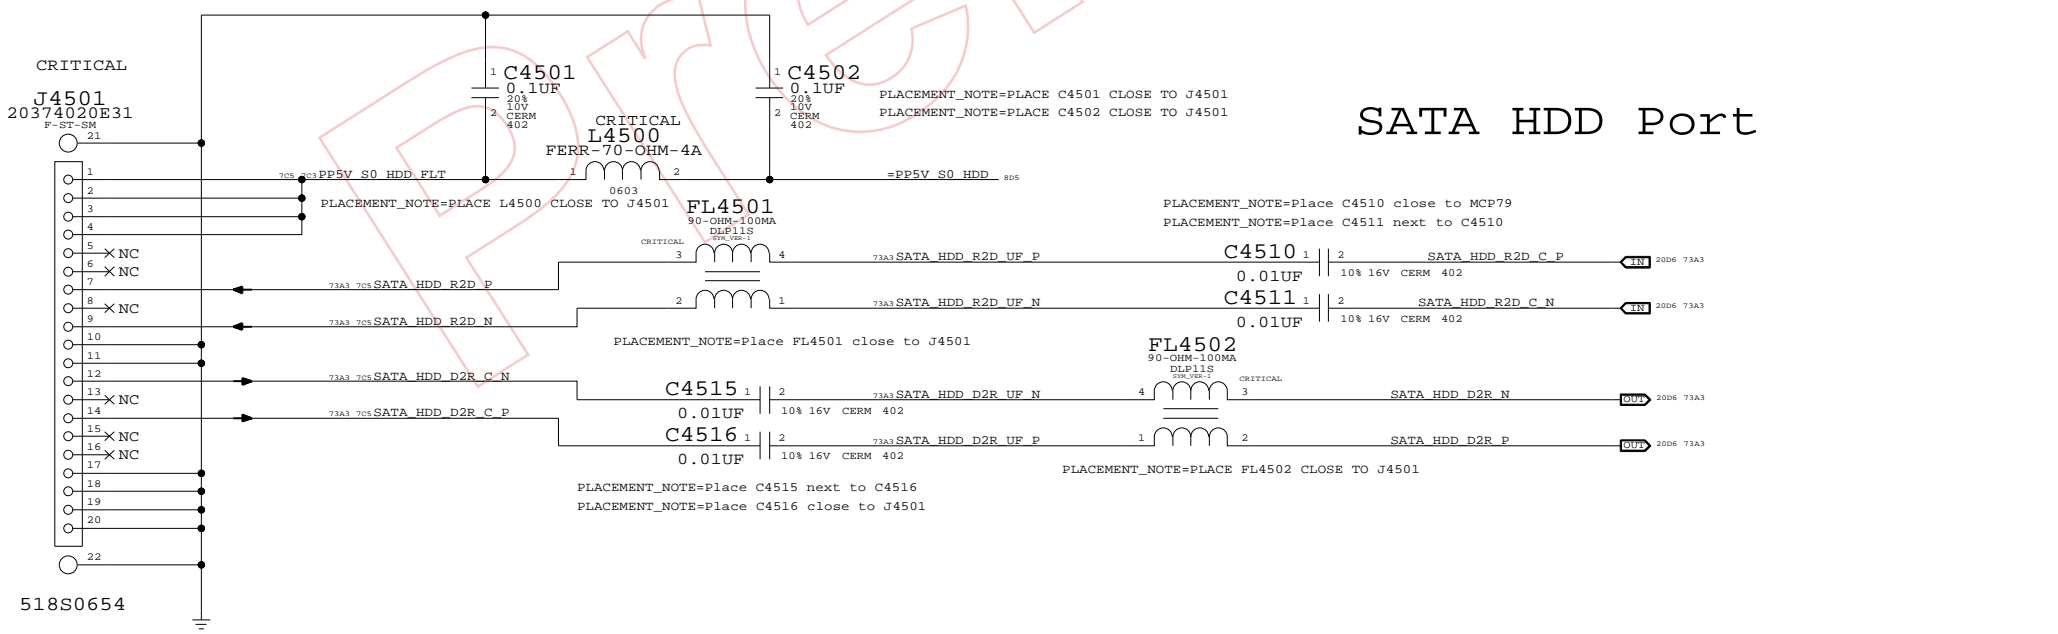 CRITICAL
J4501
20374020E31
F-ST-SM
21
1
2
3
4
5 NC
6 NC
7
8 NC
9
10
11
12
13 NC
14
15 NC
16 NC
17
18
19
20
22
518S0654
1 C4501
0.1UF
20%
10V
2 CERM
402
1 C4502
0.1UF
20%
10V
2 CERM
402
PLACEMENT_NOTE=PLACE C4501 CLOSE TO J4501
PLACEMENT_NOTE=PLACE C4502 CLOSE TO J4501
SATA HDD Port
CRITICAL
L4500
FERR-70-OHM-4A
1 2
0603
7C5 7C3 PP5V_S0_HDD_FLT
=PP5V_S0_HDD 8D5
PLACEMENT_NOTE=PLACE L4500 CLOSE TO J4501
FL4501
90-OHM-100MA
DLP11S
SYM_VER-1
CRITICAL
3 4
2 1
PLACEMENT_NOTE=Place C4510 close to MCP79
PLACEMENT_NOTE=Place C4511 next to C4510
73A3 SATA_HDD_R2D_UF_P
C4510 1 2
0.01UF 10% 16V CERM 402
SATA_HDD_R2D_C_P
IN 20D6 73A3
73A3 7C5 SATA_HDD_R2D_P
73A3 SATA_HDD_R2D_UF_N
C4511 1 2
0.01UF 10% 16V CERM 402
SATA_HDD_R2D_C_N
IN 20D6 73A3
73A3 7C5 SATA_HDD_R2D_N
PLACEMENT_NOTE=Place FL4501 close to J4501
FL4502
90-OHM-100MA
DLP11S
SYM_VER-1
CRITICAL
4 3
1 2
73A3 7C5 SATA_HDD_D2R_C_N
C4515 1 2
0.01UF 10% 16V CERM 402
73A3 SATA_HDD_D2R_UF_N
SATA_HDD_D2R_N
OUT 20D6 73A3
73A3 7C5 SATA_HDD_D2R_C_P
C4516 1 2
0.01UF 10% 16V CERM 402
73A3 SATA_HDD_D2R_UF_P
SATA_HDD_D2R_P
OUT 20D6 73A3
PLACEMENT_NOTE=PLACE FL4502 CLOSE TO J4501
PLACEMENT_NOTE=Place C4515 next to C4516
PLACEMENT_NOTE=Place C4516 close to J4501